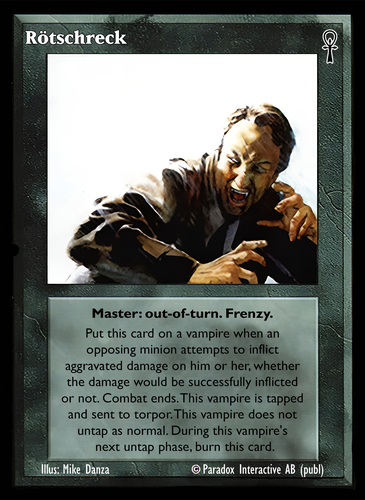 Rötschreck
Master: out-of-turn. Frenzy.
Put this card on a vampire when an
opposing minion attempts to inflict
aggravated damage on him or her, whether
the damage would be successfully inflicted
or not. Combat ends. This vampire is tapped
and sent to torpor. This vampire does not
untap as normal. During this vampire's
next untap phase, burn this card.
Illus: Mike Danza
© Paradox Interactive AB (publ)